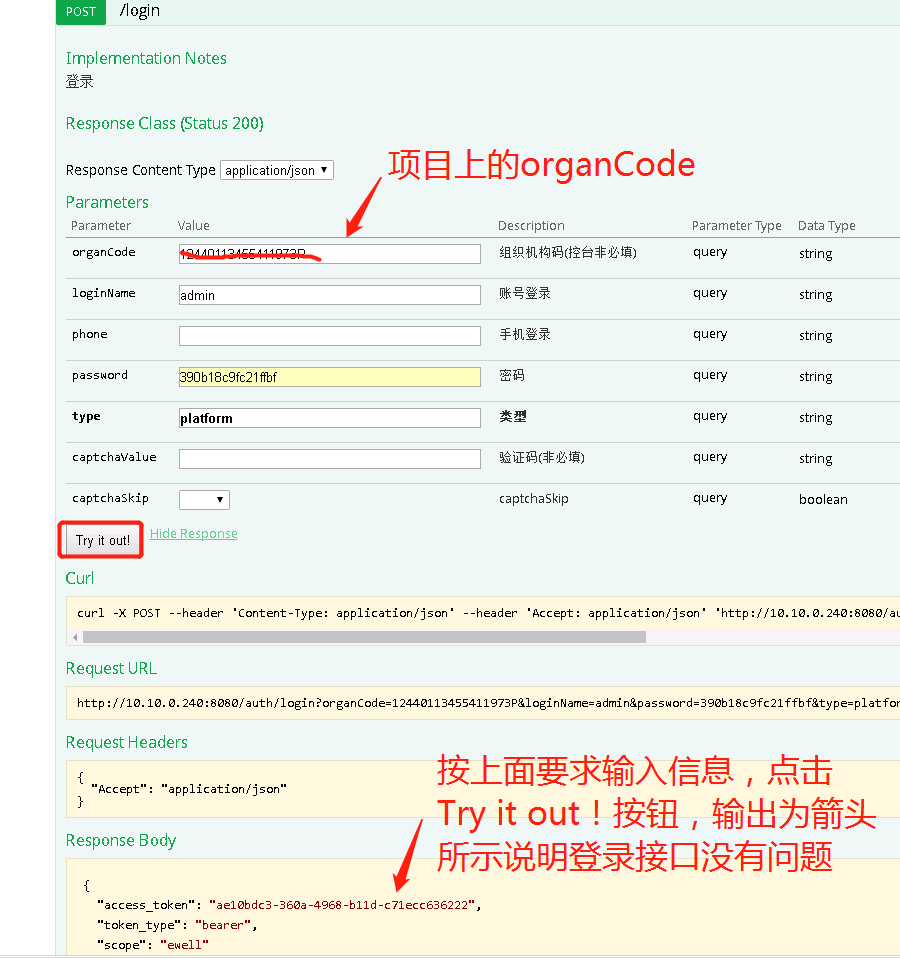 POST /login
Implementation Notes
登录
Response Class (Status 200)
Response Content Type application/json
项目上的organCode
Parameters
Parameter Value Description Parameter Type Data Type
organCode 组织机构码(控台非必填) query string
loginName admin 账号登录 query string
phone 手机登录 query string
password 390b18c9fc21ffbf 密码 query string
type platform 类型 query string
captchaValue 验证码(非必填) query string
captchaSkip captchaSkip query boolean
Try it out! Hide Response
Curl
curl -X POST --header 'Content-Type: application/json' --header 'Accept: application/json' 'http://10.10.0.240:8080/au
Request URL
http://10.10.0.240:8080/auth/login?organCode=12440113455411973P&loginName=admin&password=390b18c9fc21ffbf&type=platfor
Request Headers
{
"Accept": "application/json"
}
按上面要求输入信息，点击
Try it out！按钮，输出为箭头
所示说明登录接口没有问题
Response Body
{
"access_token": "ae10bdc3-360a-4968-b11d-c71ecc636222",
"token_type": "bearer",
"scope": "ewell"